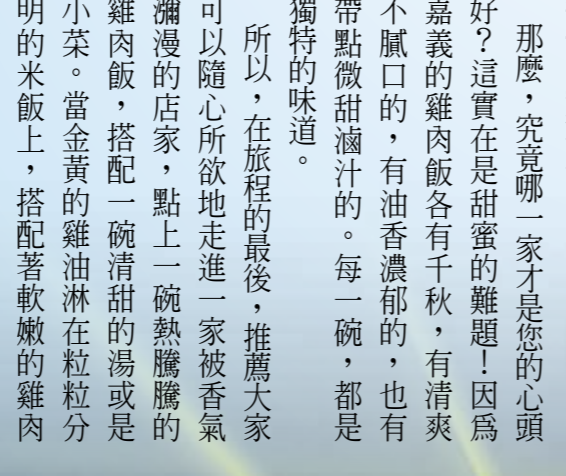 那麼，究竟哪一家才是您的心頭
好？這實在是甜蜜的難題！因為
嘉義的雞肉飯各有千秋，有清爽
不膩口的，有油香濃郁的，也有
帶點微甜滷汁的。每一碗，都是
獨特的味道。
所以，在旅程的最後，推薦大家
可以隨心所欲地走進一家被香氣
瀰漫的店家，點上一碗熱騰騰的
雞肉飯，搭配一碗清甜的湯或是
小菜。當金黃的雞油淋在粒粒分
明的米飯上，搭配著軟嫩的雞肉